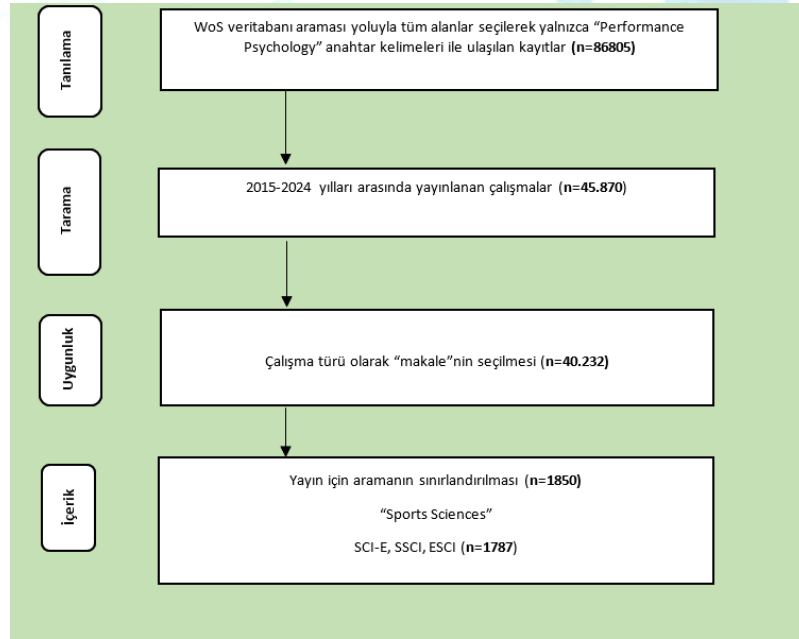 Tanılama
WoS veritabanı araması yoluyla tüm alanlar seçilerek yalnızca “Performance
Psychology” anahtar kelimeleri ile ulaşılan kayıtlar (n=86805)
Tarama
2015-2024 yılları arasında yayınlanan çalışmalar (n=45.870)
Uygunluk
Çalışma türü olarak “makale”nin seçilmesi (n=40.232)
İçerik
Yayın için aramanın sınırlandırılması (n=1850)
“Sports Sciences”
SCI-E, SSCI, ESCI (n=1787)